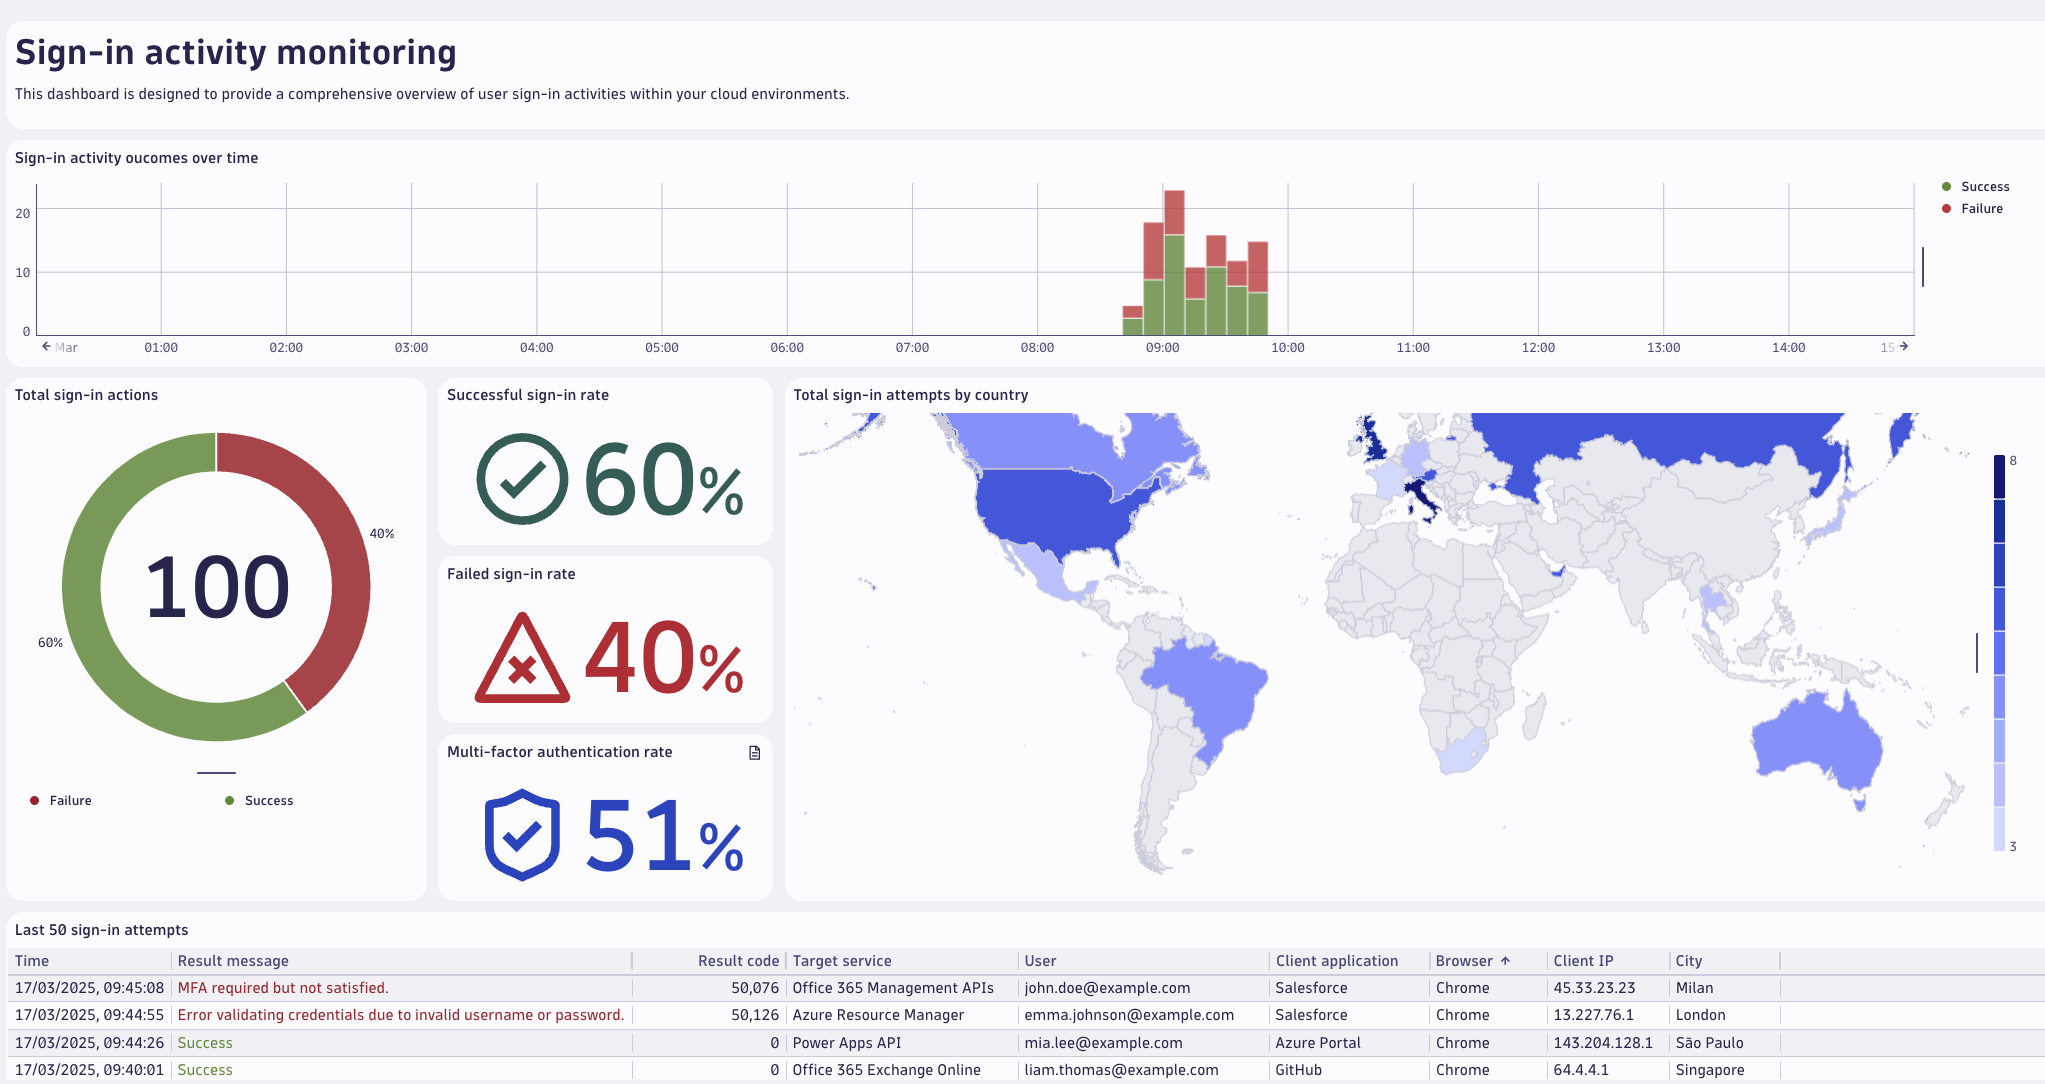 Sign-in activity monitoring
This dashboard is designed to provide a comprehensive overview of user sign-in activities within your cloud environments.
Sign-in activity oucomes over time
20
10
0
Mar 01:00 02:00 03:00 04:00 05:00 06:00 07:00 08:00 09:00 10:00 11:00 12:00 13:00 14:00 15:
Success
Failure
Total sign-in actions
40%
100
60%
Failure Success
Successful sign-in rate
60%
Failed sign-in rate
40%
Multi-factor authentication rate
51%
Total sign-in attempts by country
8
3
Last 50 sign-in attempts
Time Result message Result code Target service User Client application Browser Client IP City
17/03/2025, 09:45:08 MFA required but not satisfied. 50,076 Office 365 Management APIs john.doe@example.com Salesforce Chrome 45.33.23.23 Milan
17/03/2025, 09:44:55 Error validating credentials due to invalid username or password. 50,126 Azure Resource Manager emma.johnson@example.com Salesforce Chrome 13.227.76.1 London
17/03/2025, 09:44:26 Success 0 Power Apps API mia.lee@example.com Azure Portal Chrome 143.204.128.1 São Paulo
17/03/2025, 09:40:01 Success 0 Office 365 Exchange Online liam.thomas@example.com GitHub Chrome 64.4.4.1 Singapore